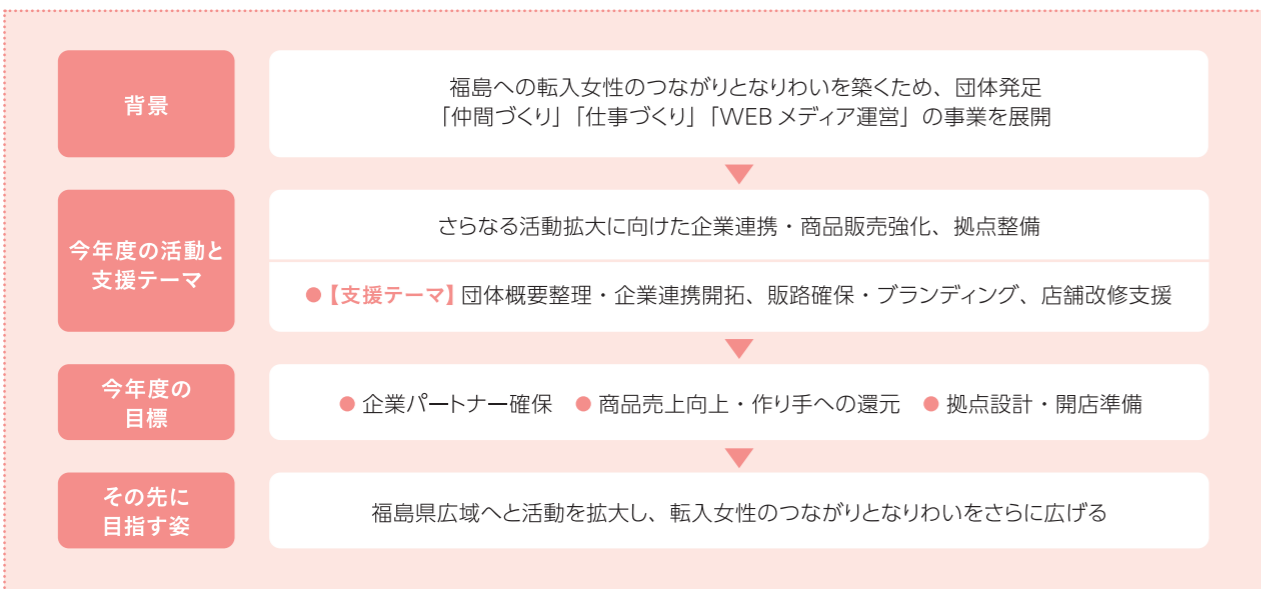 背景
福島への転入女性のつながりとなりわいを築くため、団体発足
「仲間づくり」「仕事づくり」「WEBメディア運営」の事業を展開
今年度の活動と
支援テーマ
さらなる活動拡大に向けた企業連携・商品販売強化、拠点整備
●【支援テーマ】団体概要整理・企業連携開拓、販路確保・ブランディング、店舗改修支援
今年度の
目標
●企業パートナー確保 ●商品売上向上・作り手への還元 ●拠点設計・開店準備
その先に
目指す姿
福島県広域へと活動を拡大し、転入女性のつながりとなりわいをさらに広げる